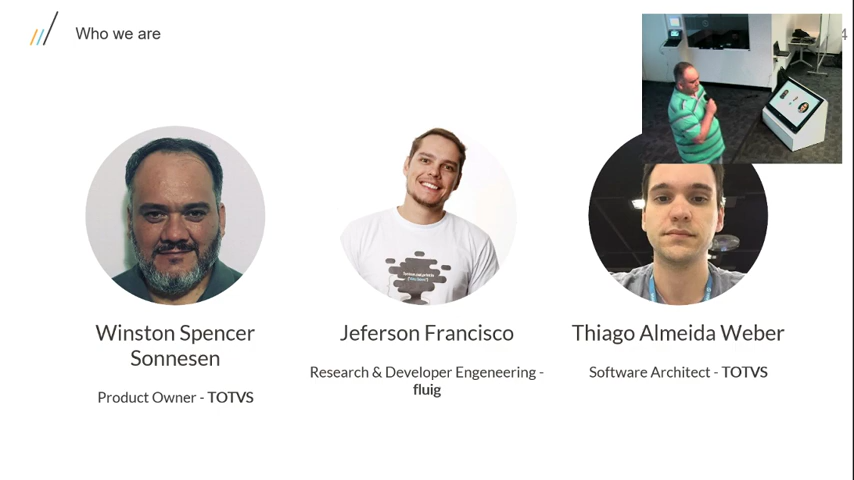 Who we are
4
Winston Spencer
Sonnesen
Product Owner - TOTVS
Jeferson Francisco
Research & Developer Engeneering -
fluig
Thiago Almeida Weber
Software Architect - TOTVS